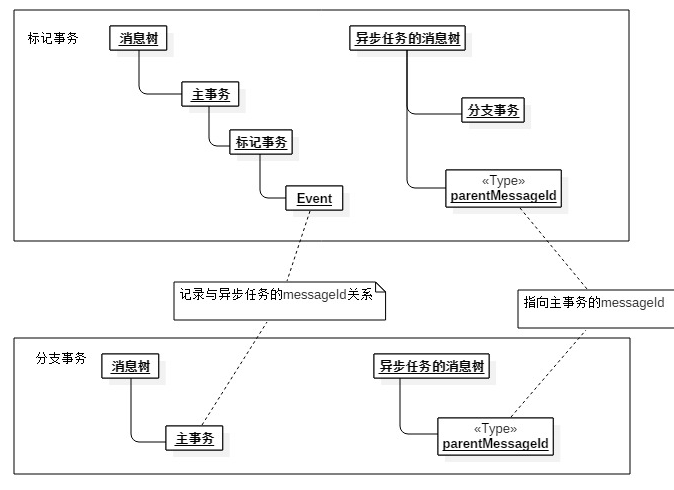 标记事务
消息树
异步任务的消息树
主事务
分支事务
标记事务
«Type»
parentMessageId
Event
记录与异步任务的messageId关系
指向主事务的messageId
分支事务
消息树
异步任务的消息树
主事务
«Type»
parentMessageId